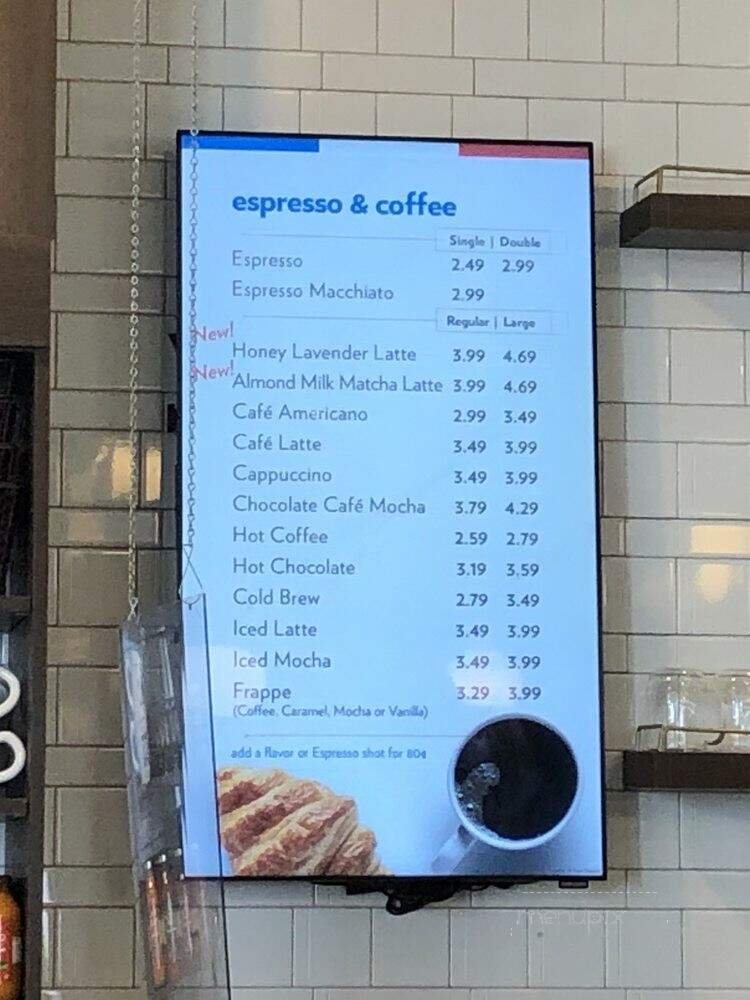 espresso & coffee
Single | Double
Espresso 2.49 2.99
Espresso Macchiato 2.99
Regular | Large
New!
Honey Lavender Latte 3.99 4.69
New!
Almond Milk Matcha Latte 3.99 4.69
Café Americano 2.99 3.49
Café Latte 3.49 3.99
Cappuccino 3.49 3.99
Chocolate Café Mocha 3.79 4.29
Hot Coffee 2.59 2.79
Hot Chocolate 3.19 3.59
Cold Brew 2.79 3.49
Iced Latte 3.49 3.99
Iced Mocha 3.49 3.99
Frappe 3.29 3.99
(Coffee, Caramel, Mocha or Vanilla)
add a flavor or Espresso shot for 80¢
menupix